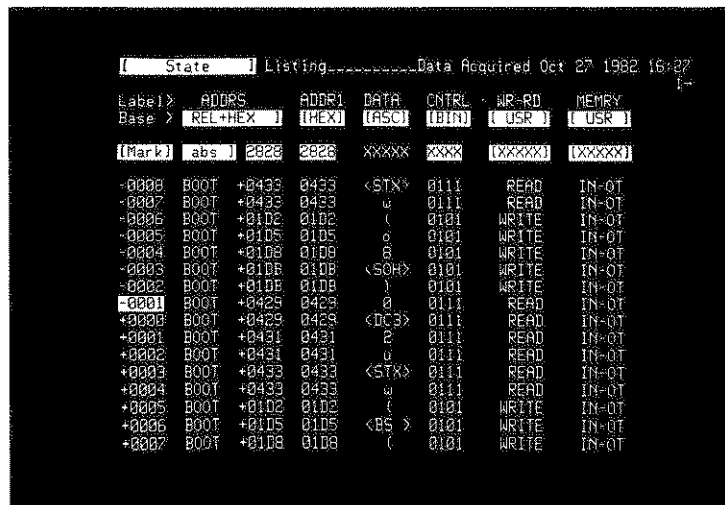 [ State ] Listing__________Data Acquired Oct 27 1982 16:27
Label> ADDRS ADDR1 DATA CNTRL WR-RD MEMRY
Base > REL+HEX ] [HEX] [ASC] [BIN] [ USR ] [ USR ]
[Mark] abs ] 2828 2828 XXXXX XXXX [XXXXX] [XXXXX]
-0008 BOOT +0433 0433 <STX> 0111 READ IN-OT
-0007 BOOT +0433 0433 w 0111 READ IN-OT
-0006 BOOT +01D2 01D2 ( 0101 WRITE IN-OT
-0005 BOOT +01D5 01D5 o 0101 WRITE IN-OT
-0004 BOOT +01D8 01D8 8 0101 WRITE IN-OT
-0003 BOOT +01DB 01DB <SOH> 0101 WRITE IN-OT
-0002 BOOT +01DB 01DB ) 0101 WRITE IN-OT
-0001 BOOT +0429 0429 0 0111 READ IN-OT
+0000 BOOT +0429 0429 <DC3> 0111 READ IN-OT
+0001 BOOT +0431 0431 2 0111 READ IN-OT
+0002 BOOT +0431 0431 u 0111 READ IN-OT
+0003 BOOT +0433 0433 <STX> 0111 READ IN-OT
+0004 BOOT +0433 0433 w 0111 READ IN-OT
+0005 BOOT +01D2 01D2 ( 0101 WRITE IN-OT
+0006 BOOT +01D5 01D5 <BS > 0101 WRITE IN-OT
+0007 BOOT +01D8 01D8 ( 0101 WRITE IN-OT